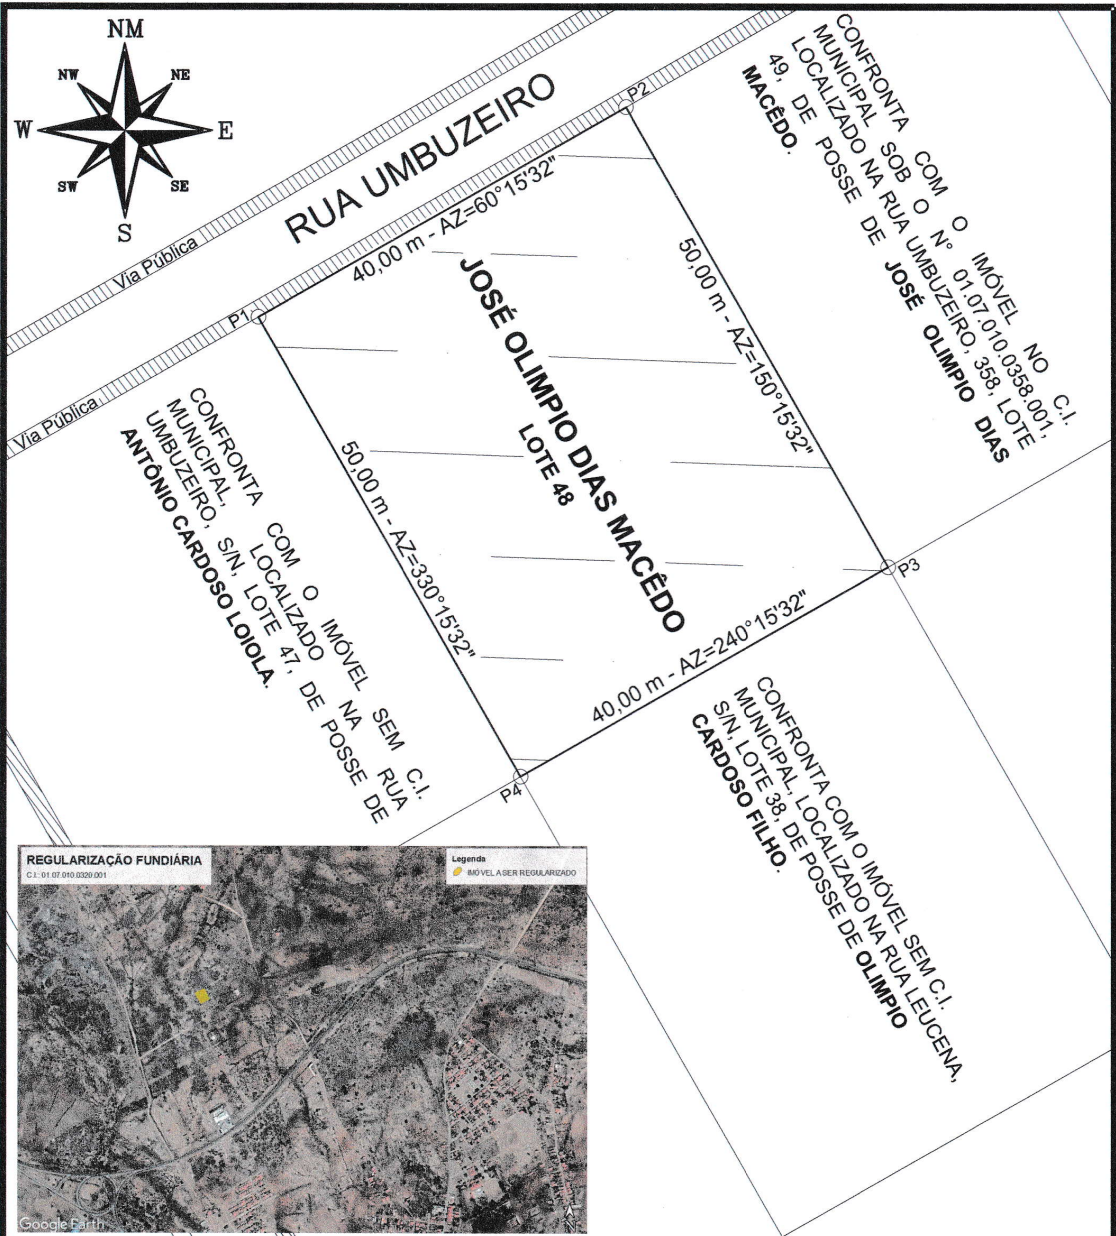 NM
NW
NE
W
E
SW
SE
S
RUA UMBUZEIRO
Via Pública
Via Pública
P1
P2
P3
P4
40,00 m - AZ=60°15'32"
50,00 m - AZ=150°15'32"
40,00 m - AZ=240°15'32"
50,00 m - AZ=330°15'32"
JOSÉ OLIMPIO DIAS MACÊDO
LOTE 48
CONFRONTA COM O IMÓVEL NO C.I.
MUNICIPAL SOB O N° 01.07.010.0358.001,
LOCALIZADO NA RUA UMBUZEIRO, 358, LOTE
49, DE POSSE DE JOSÉ OLIMPIO DIAS
MACÊDO.
CONFRONTA COM O IMÓVEL SEM C.I.
MUNICIPAL, LOCALIZADO NA RUA
UMBUZEIRO, S/N, LOTE 47, DE POSSE DE
ANTÔNIO CARDOSO LOIOLA.
CONFRONTA COM O IMÓVEL SEM C.I.
MUNICIPAL, LOCALIZADO NA RUA LEUCENA,
S/N, LOTE 38, DE POSSE DE OLIMPIO
CARDOSO FILHO.
REGULARIZAÇÃO FUNDIÁRIA
C.I.: 01.07.010.0320.001
Legenda
IMÓVEL A SER REGULARIZADO
Google Earth
N